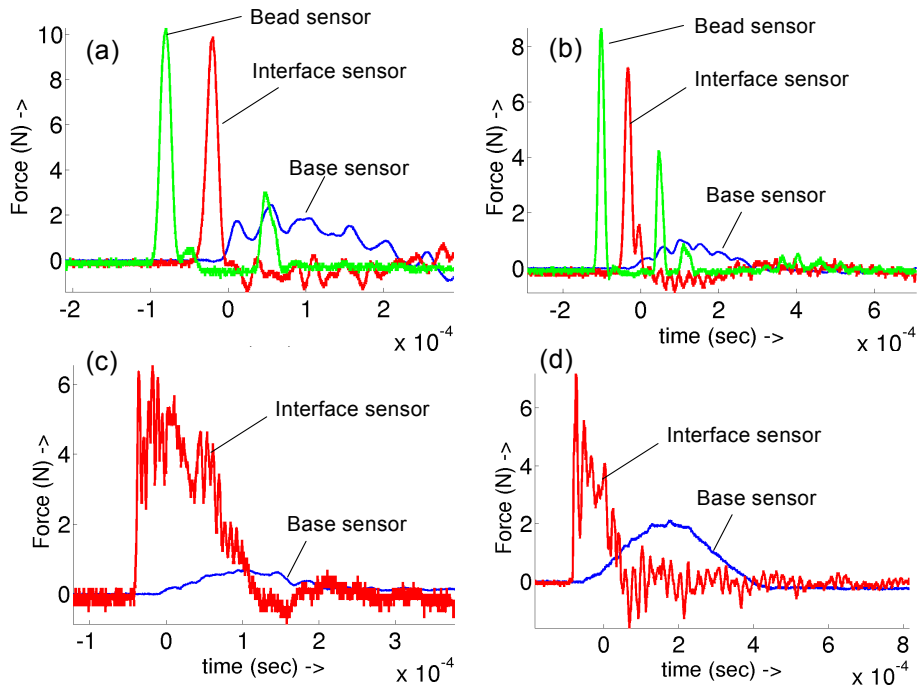 (a)
Bead sensor
Interface sensor
Base sensor
Force (N) ->
10
8
6
4
2
0
-2 -1 0 1 2
x 10-4
(b)
Bead sensor
Interface sensor
Base sensor
Force (N) ->
8
6
4
2
0
-2 0 2 4 6
time (sec) ->
x 10-4
(c)
Interface sensor
Base sensor
Force (N) ->
6
4
2
0
-1 0 1 2 3
time (sec) ->
x 10-4
(d)
Interface sensor
Base sensor
Force (N) ->
6
4
2
0
0 2 4 6 8
time (sec) ->
x 10-4